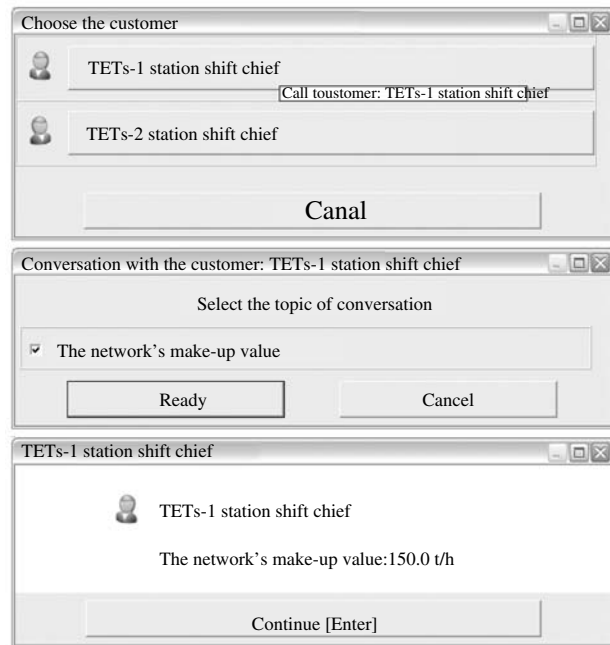 Choose the customer
TETs-1 station shift chief
Call toustomer: TETs-1 station shift chief
TETs-2 station shift chief
Canal
Conversation with the customer: TETs-1 station shift chief
Select the topic of conversation
The network's make-up value
Ready Cancel
TETs-1 station shift chief
TETs-1 station shift chief
The network's make-up value:150.0 t/h
Continue [Enter]